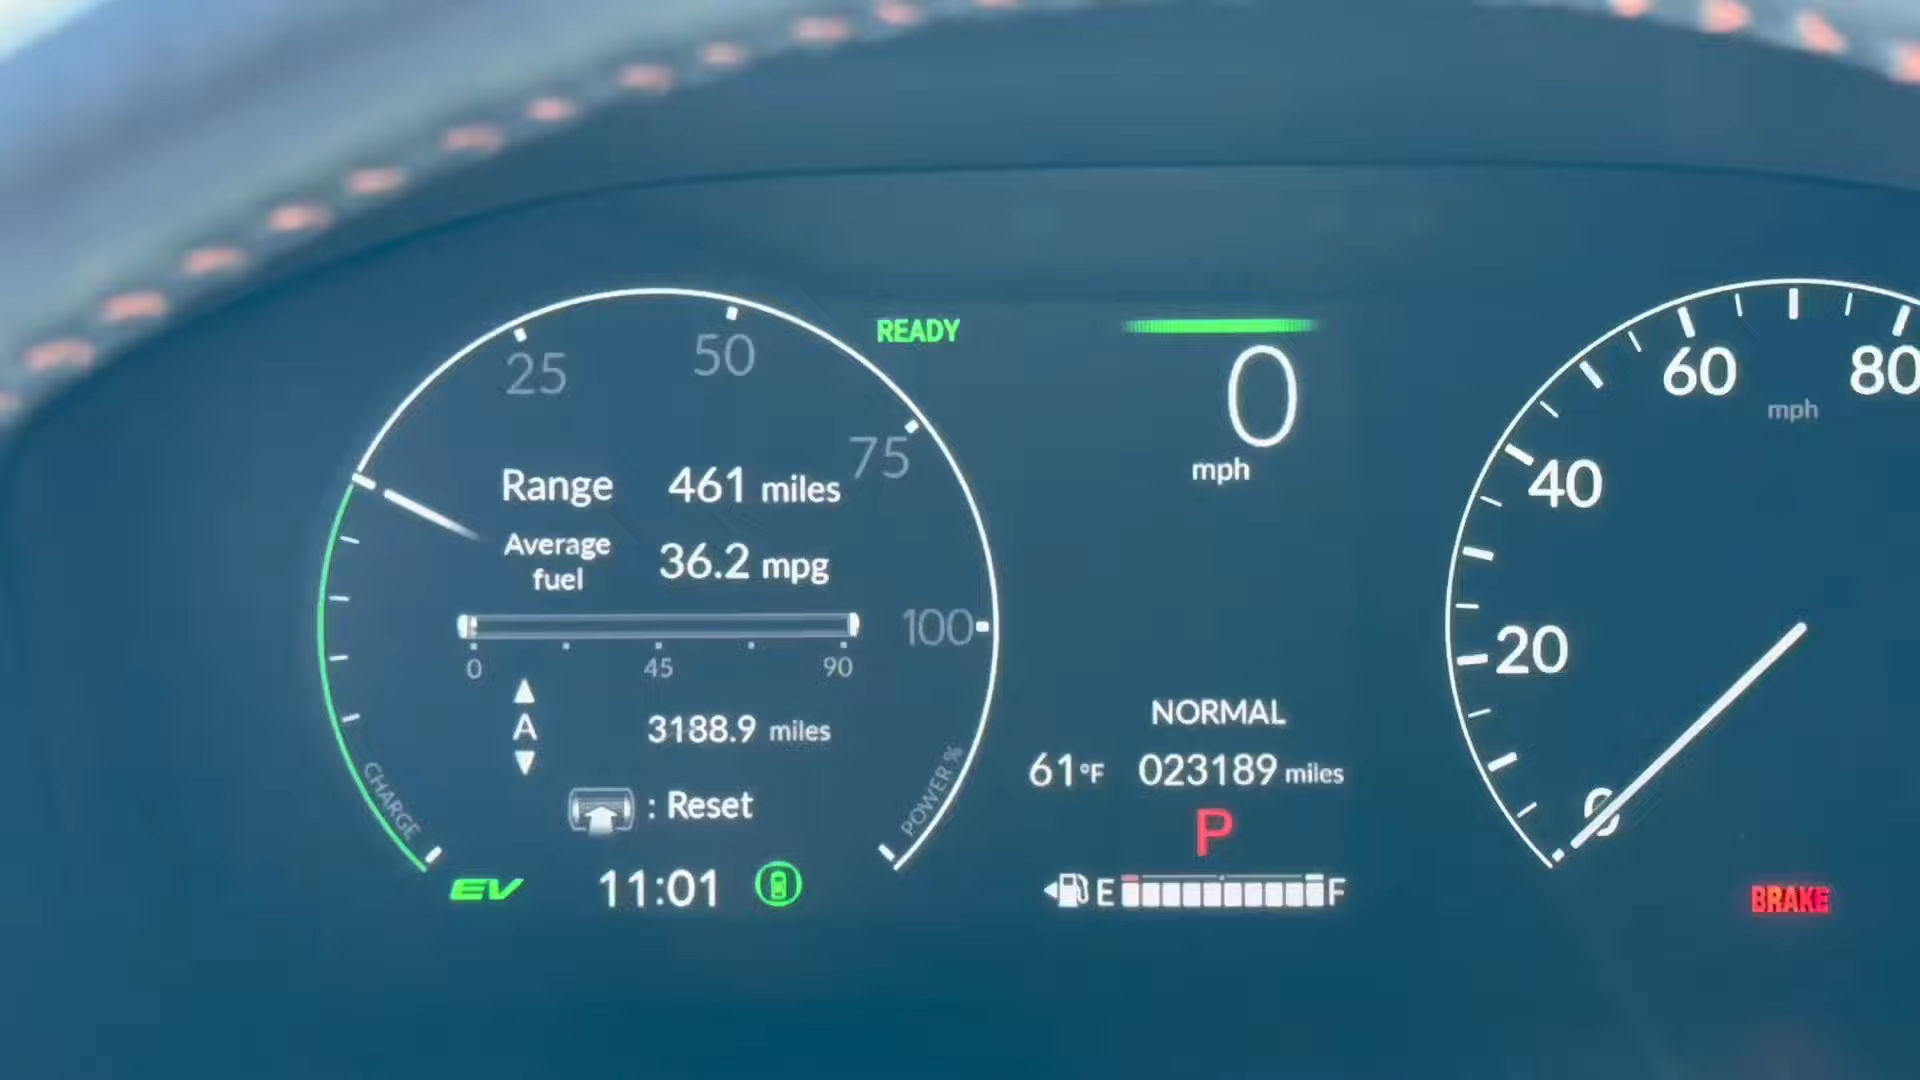 25
50
75
100
READY
0
mph
Range 461 miles
Average
fuel
36.2 mpg
0 45 90
A 3188.9 miles
: Reset
CHARGE
POWER %
EV 11:01
NORMAL
61°F 023189 miles
P
E F
0
20
40
60
80
mph
BRAKE